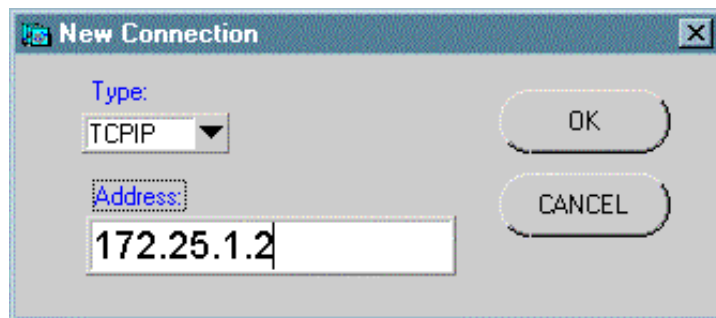 New Connection
Type:
TCPIP
OK
Address:
CANCEL
172.25.1.2